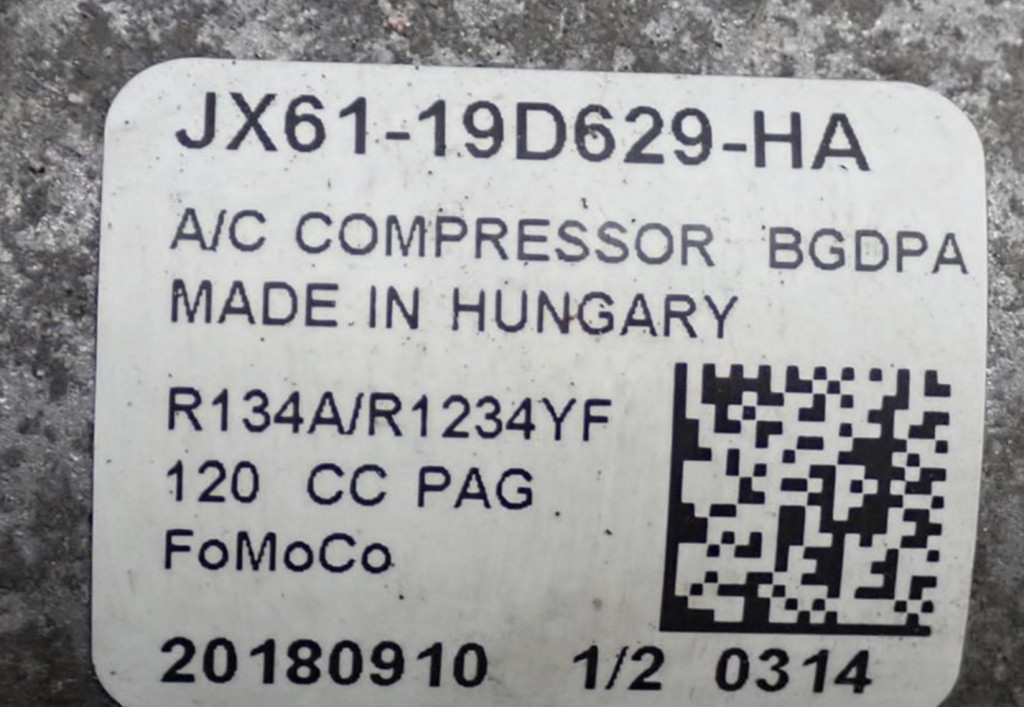 JX61-19D629-HA
A/C COMPRESSOR BGDPA
MADE IN HUNGARY
R134A/R1234YF
120 CC PAG
FoMoCo
20180910 1/2 0314